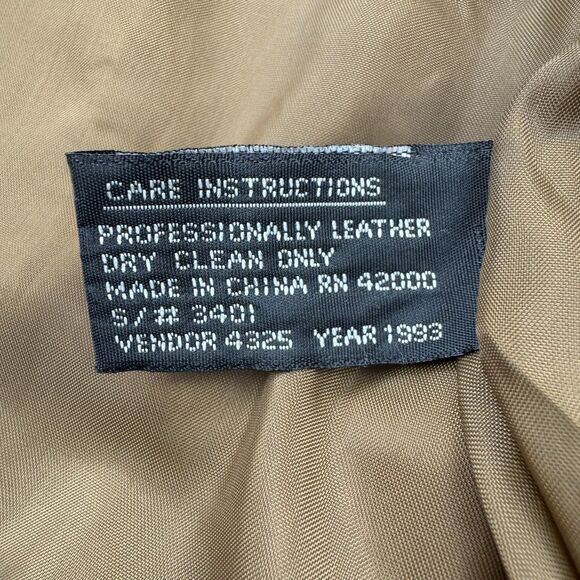 CARE INSTRUCTIONS
PROFESSIONALLY LEATHER
DRY CLEAN ONLY
MADE IN CHINA RN 42000
S/# 3401
VENDOR 4325 YEAR 1993